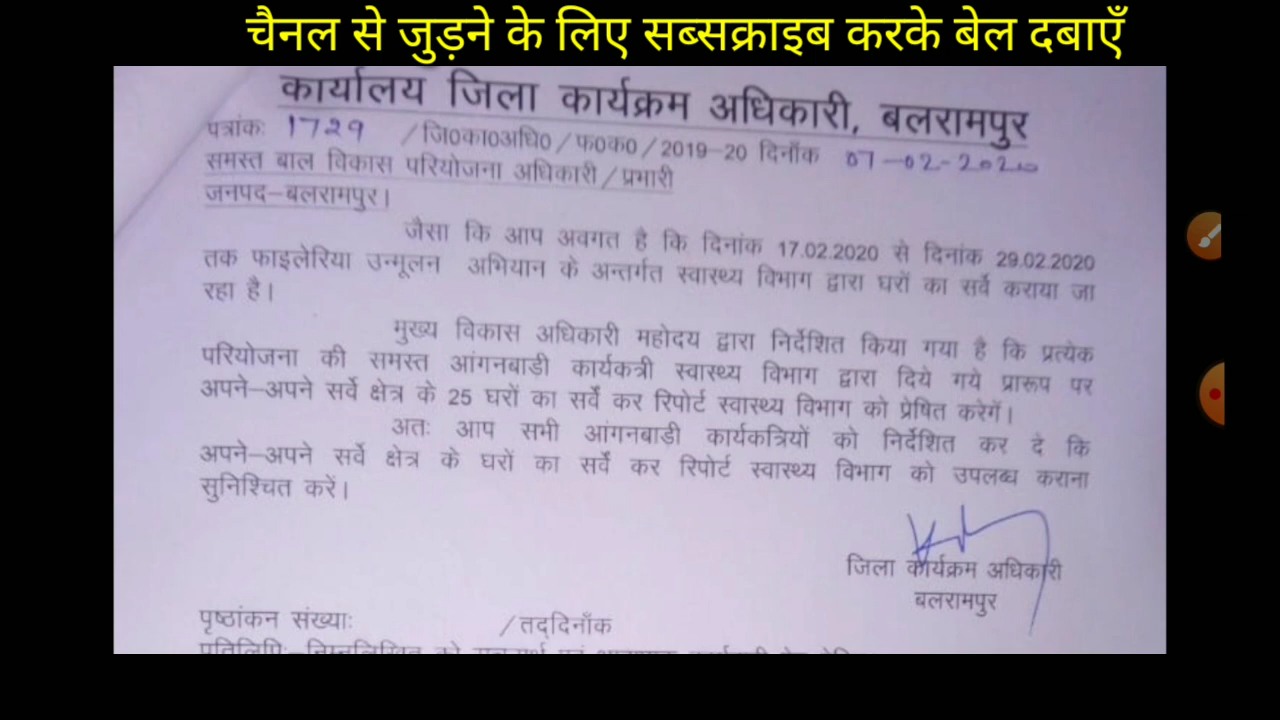 चैनल से जुड़ने के लिए सब्सक्राइब करके बेल दबाएँ
कार्यालय जिला कार्यक्रम अधिकारी, बलरामपुर
पत्रांकः 1729 /जि0का0अधि0/फ0क0/2019-20 दिनॉक 07-02-2020
समस्त बाल विकास परियोजना अधिकारी/प्रभारी
जनपद-बलरामपुर।
जैसा कि आप अवगत है कि दिनांक 17.02.2020 से दिनांक 29.02.2020
तक फाइलेरिया उन्मूलन अभियान के अन्तर्गत स्वास्थ्य विभाग द्वारा घरों का सर्वे कराया जा
रहा है।
मुख्य विकास अधिकारी महोदय द्वारा निर्देशित किया गया है कि प्रत्येक
परियोजना की समस्त आंगनबाडी कार्यकत्री स्वास्थ्य विभाग द्वारा दिये गये प्रारूप पर
अपने-अपने सर्वे क्षेत्र के 25 घरों का सर्वे कर रिपोर्ट स्वास्थ्य विभाग को प्रेषित करेगें।
अतः आप सभी आंगनबाडी कार्यकत्रियों को निर्देशित कर दे कि
अपने-अपने सर्वे क्षेत्र के घरों का सर्वे कर रिपोर्ट स्वास्थ्य विभाग को उपलब्ध कराना
सुनिश्चित करें।
जिला कार्यक्रम अधिकारी
बलरामपुर
पृष्ठांकन संख्याः /तद्दिनाँक